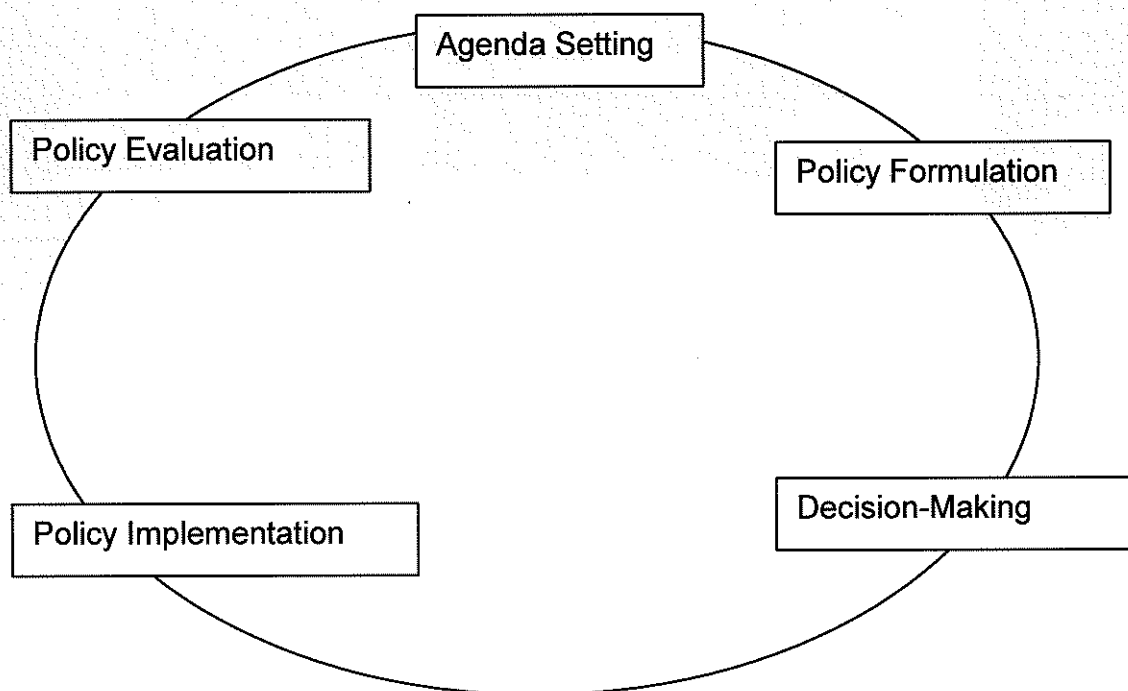 Agenda Setting
Policy Evaluation
Policy Formulation
Policy Implementation
Decision-Making